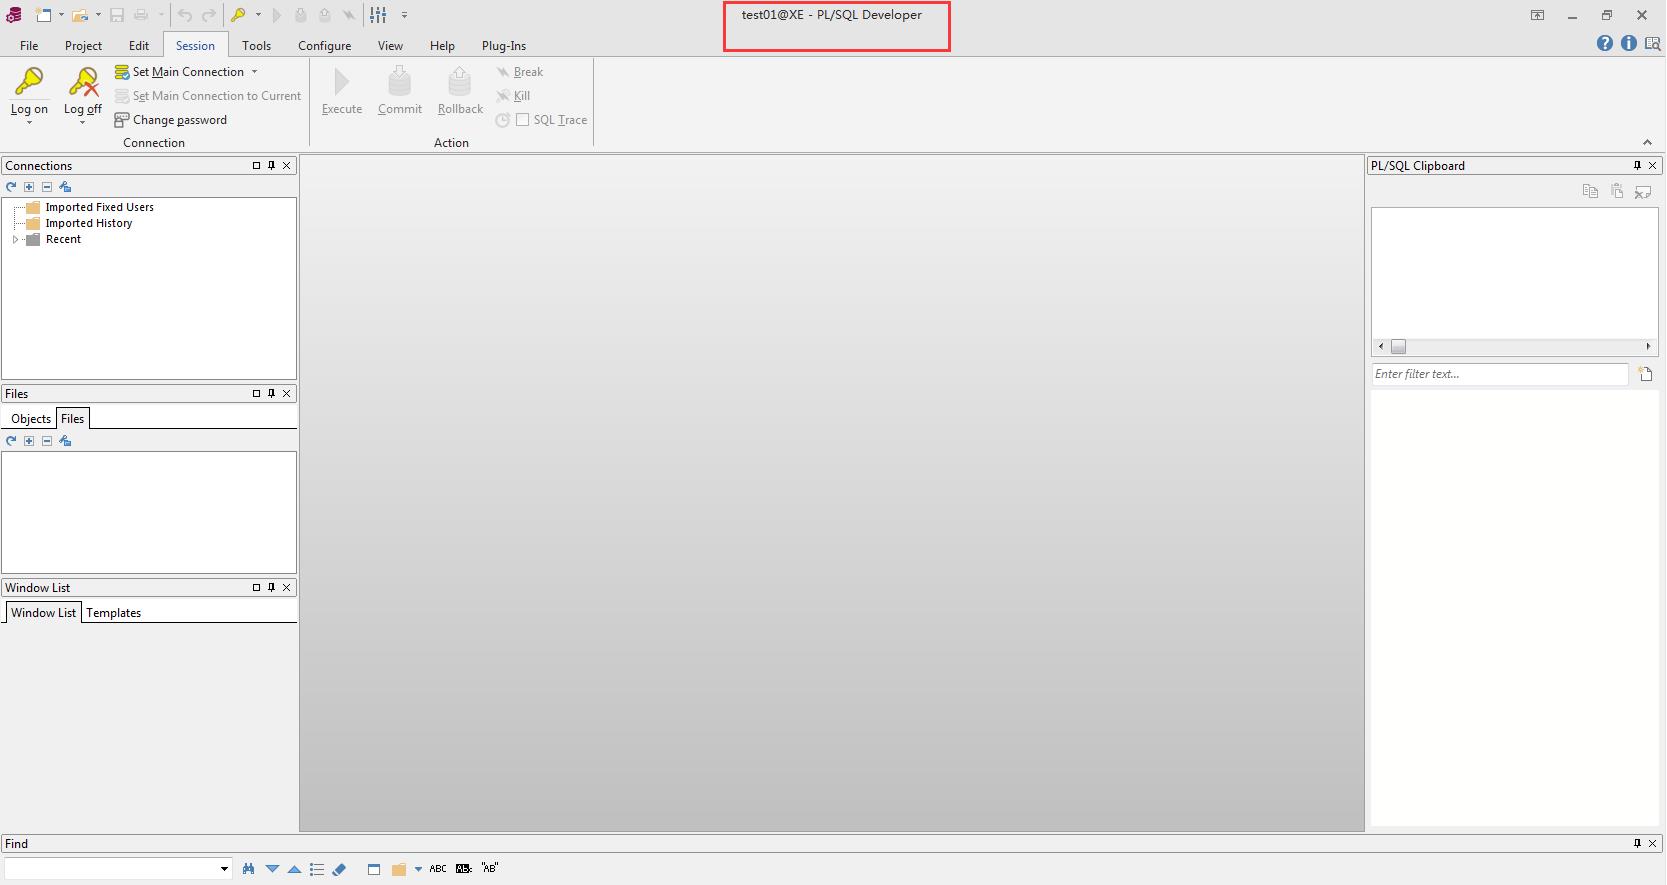 test01@XE - PL/SQL Developer
File Project Edit Session Tools Configure View Help Plug-Ins
Log on
Log off
Set Main Connection
Set Main Connection to Current
Change password
Connection
Execute
Commit
Rollback
Break
Kill
SQL Trace
Action
Connections
Imported Fixed Users
Imported History
Recent
Files
Objects Files
Window List
Window List Templates
PL/SQL Clipboard
Enter filter text...
Find
ABC AB "AB"